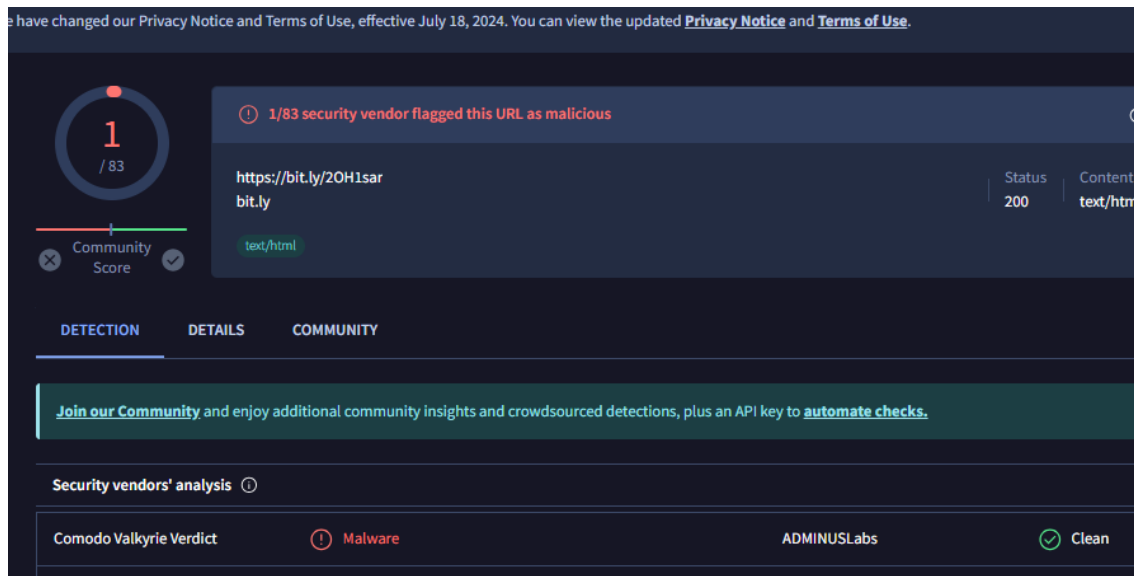 e have changed our Privacy Notice and Terms of Use, effective July 18, 2024. You can view the updated Privacy Notice and Terms of Use.
1
/ 83
Community
Score
1/83 security vendor flagged this URL as malicious
https://bit.ly/2OH1sar
bit.ly
text/html
Status
200
Content
text/htm
DETECTION DETAILS COMMUNITY
Join our Community and enjoy additional community insights and crowdsourced detections, plus an API key to automate checks.
Security vendors' analysis
Comodo Valkyrie Verdict Malware ADMINUSLabs Clean